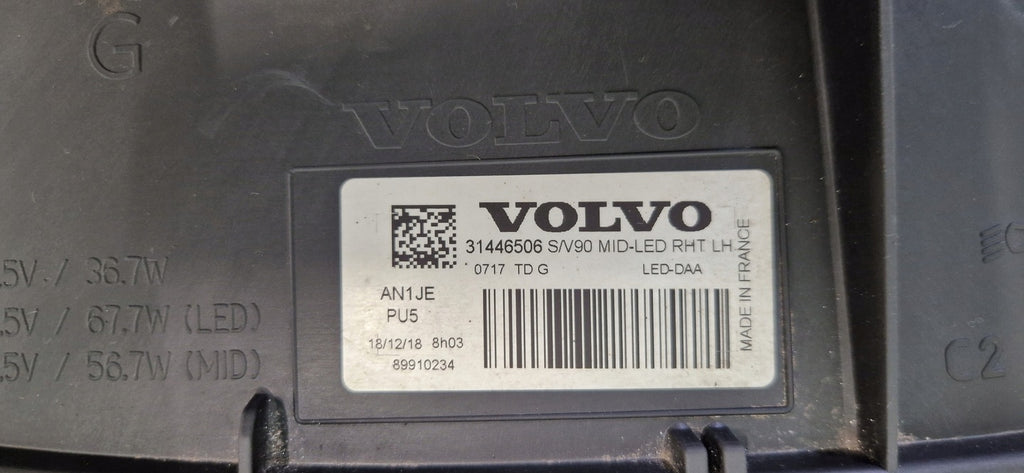 G
VOLVO
VOLVO
31446506 S/V90 MID-LED RHT LH
0717 TD G LED-DAA
AN1JE
PU5
18/12/18 8h03
89910234
MADE IN FRANCE
.5V / 36.7W
.5V / 67.7W (LED)
.5V / 56.7W (MID)
C2